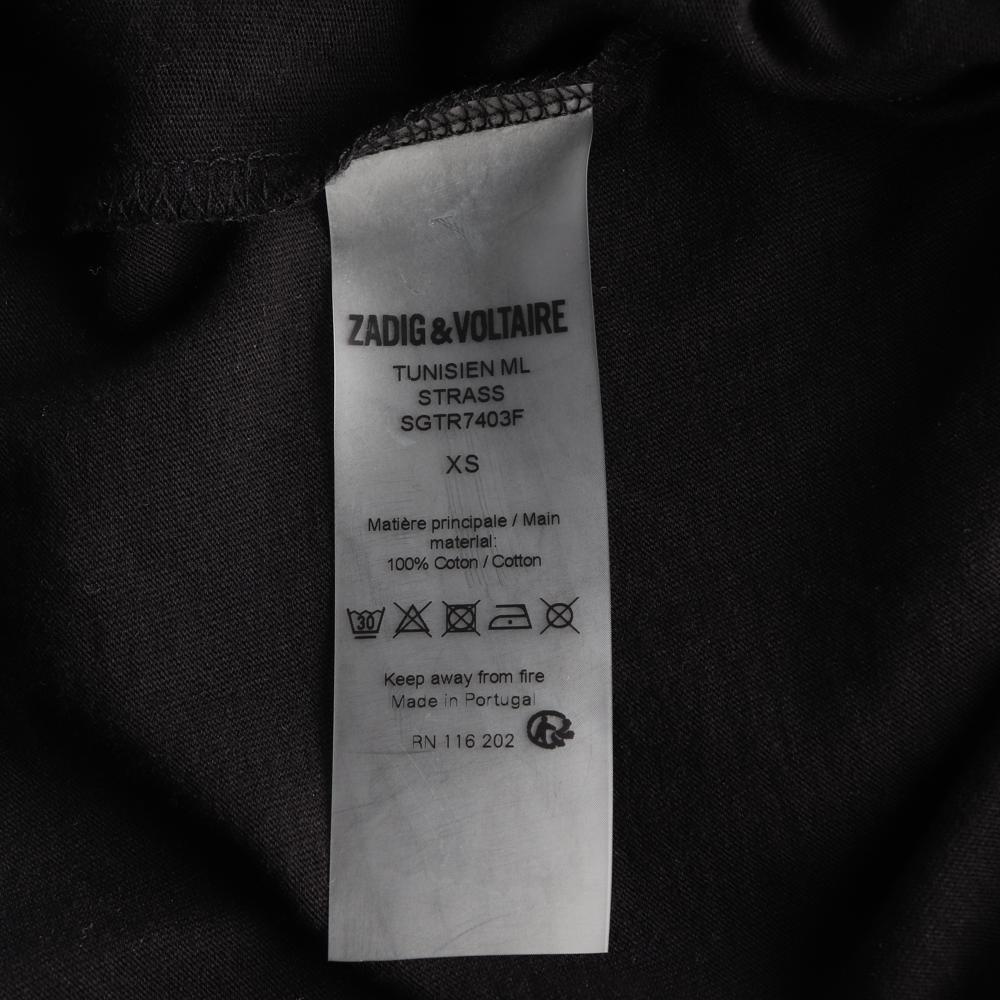 ZADIG & VOLTAIRE
TUNISIEN ML
STRASS
SGTR7403F
XS
Matière principale / Main
material:
100% Coton / Cotton
30
Keep away from fire
Made in Portugal
RN 116 202